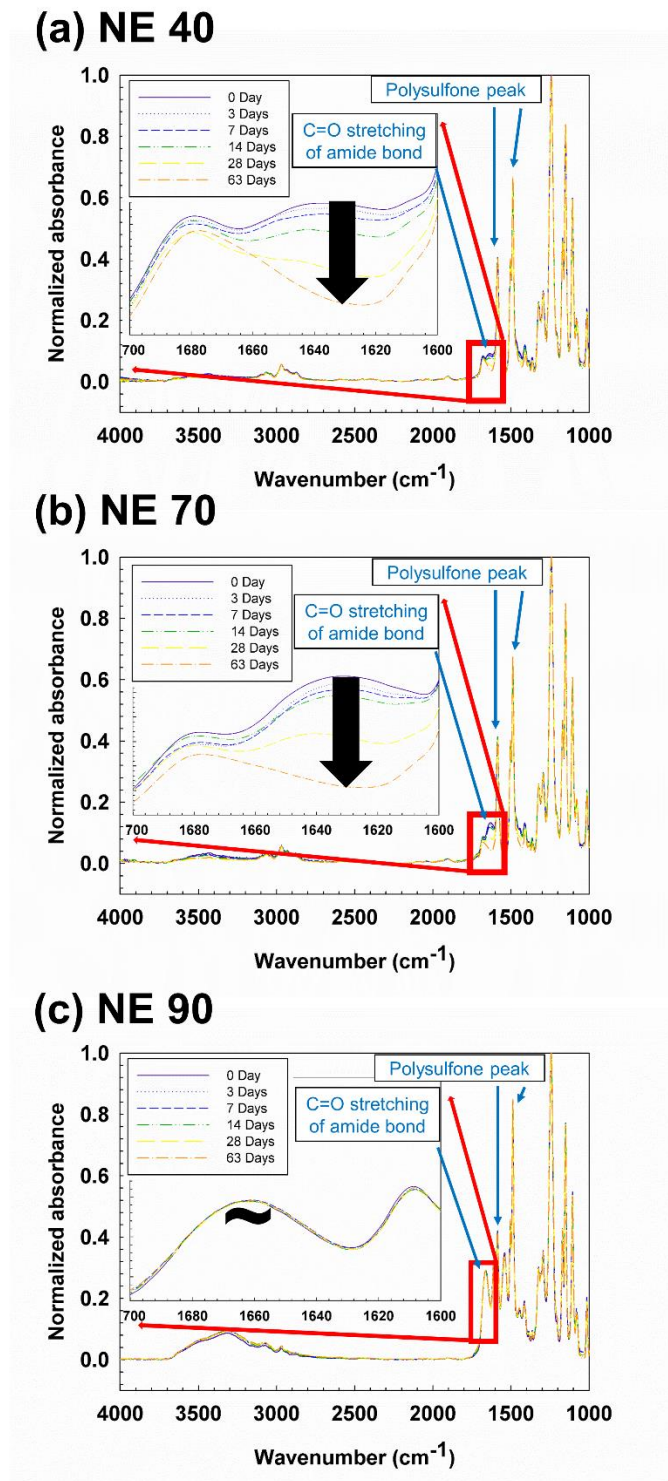 (a) NE 40
1.0
0 Day
3 Days
7 Days
14 Days
28 Days
63 Days
Polysulfone peak
C=O stretching
of amide bond
0.8
0.6
0.4
0.2
0.0
Normalized absorbance
1700 1680 1660 1640 1620 1600
4000 3500 3000 2500 2000 1500 1000
Wavenumber (cm-1)
(b) NE 70
1.0
0 Day
3 Days
7 Days
14 Days
28 Days
63 Days
Polysulfone peak
C=O stretching
of amide bond
0.8
0.6
0.4
0.2
0.0
Normalized absorbance
1700 1680 1660 1640 1620 1600
4000 3500 3000 2500 2000 1500 1000
Wavenumber (cm-1)
(c) NE 90
1.0
0 Day
3 Days
7 Days
14 Days
28 Days
63 Days
Polysulfone peak
C=O stretching
of amide bond
0.8
0.6
0.4
0.2
0.0
Normalized absorbance
1700 1680 1660 1640 1620 1600
4000 3500 3000 2500 2000 1500 1000
Wavenumber (cm-1)